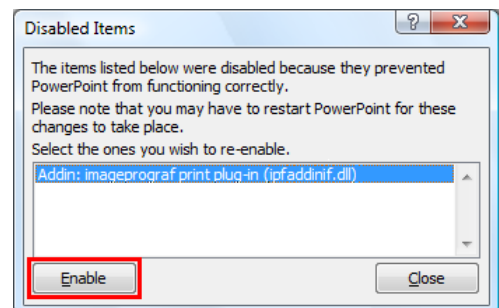 Disabled Items
The items listed below were disabled because they prevented
PowerPoint from functioning correctly.
Please note that you may have to restart PowerPoint for these
changes to take place.
Select the ones you wish to re-enable.
Addin: imageprograf print plug-in (ipfaddinif.dll)
Enable
Close